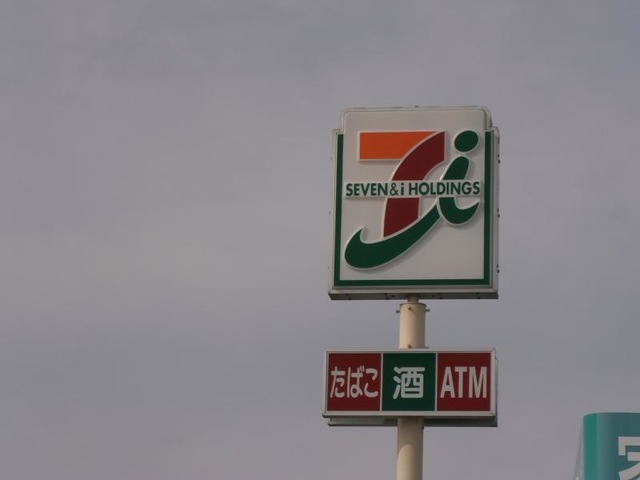 SEVEN & i HOLDINGS
たばこ 酒 ATM